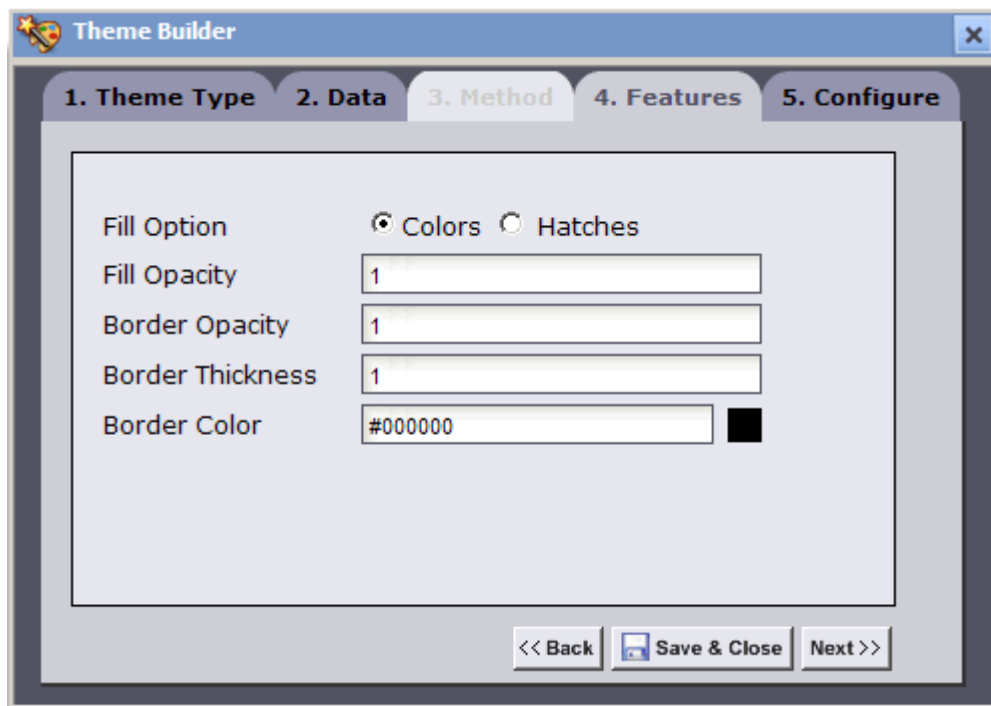 Theme Builder
1. Theme Type 2. Data 3. Method 4. Features 5. Configure
Fill Option Colors Hatches
Fill Opacity 1
Border Opacity 1
Border Thickness 1
Border Color #000000
<< Back Save & Close Next >>